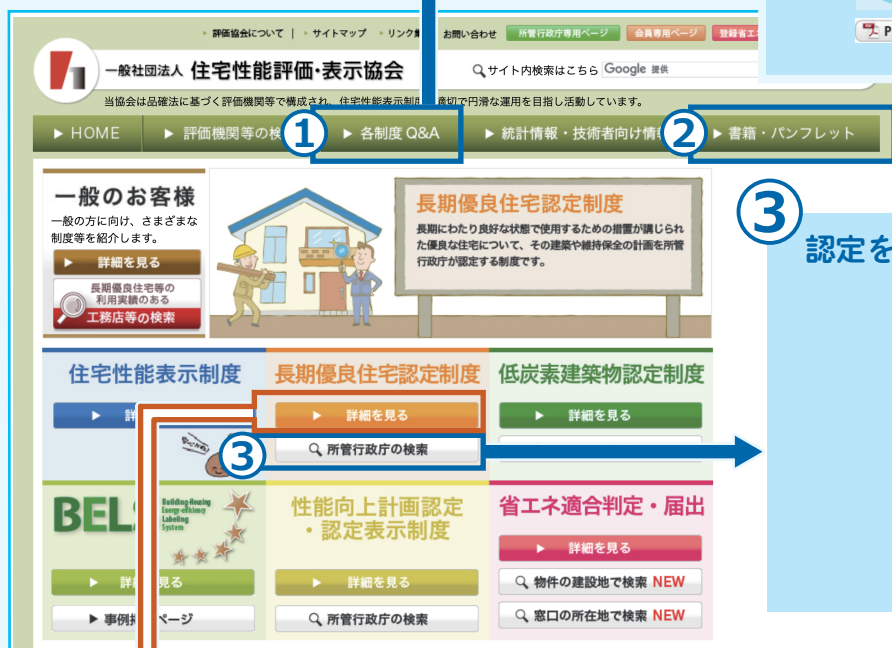 評価協会について | ・サイトマップ ・リンク お問い合わせ 所管行政庁専用ページ 会員専用ページ 登録省エ
P
一般社団法人 住宅性能評価・表示協会
サイト内検索はこちら Google 提供
当協会は品確法に基づく評価機関等で構成され、住宅性能表示制度 適切で円滑な運用を目指し活動しています。
▶ HOME ▶ 評価機関等の検 ① ▶ 各制度 Q&A ▶ 統計情報・技術者向け情 ② ▶ 書籍・パンフレット
一般のお客様
一般の方に向け、さまざまな
制度等を紹介します。
▶ 詳細を見る
長期優良住宅等の
利用実績のある
工務店等の検索
長期優良住宅認定制度
長期にわたり良好な状態で使用するための措置が講じられ
た優良な住宅について、その建築や維持保全の計画を所管
行政庁が認定する制度です。
③
認定を
住宅性能表示制度
▶ 詳
長期優良住宅認定制度
▶ 詳細を見る
③ 所管行政庁の検索
低炭素建築物認定制度
▶ 詳細を見る
BEL
Building-Housing
Energy-efficiency
Labeling
System
▶ 詳 見る
▶ 事例 ページ
性能向上計画認定
・認定表示制度
▶ 詳細を見る
所管行政庁の検索
省エネ適合判定・届出
▶ 詳細を見る
物件の建設地で検索 NEW
窓口の所在地で検索 NEW